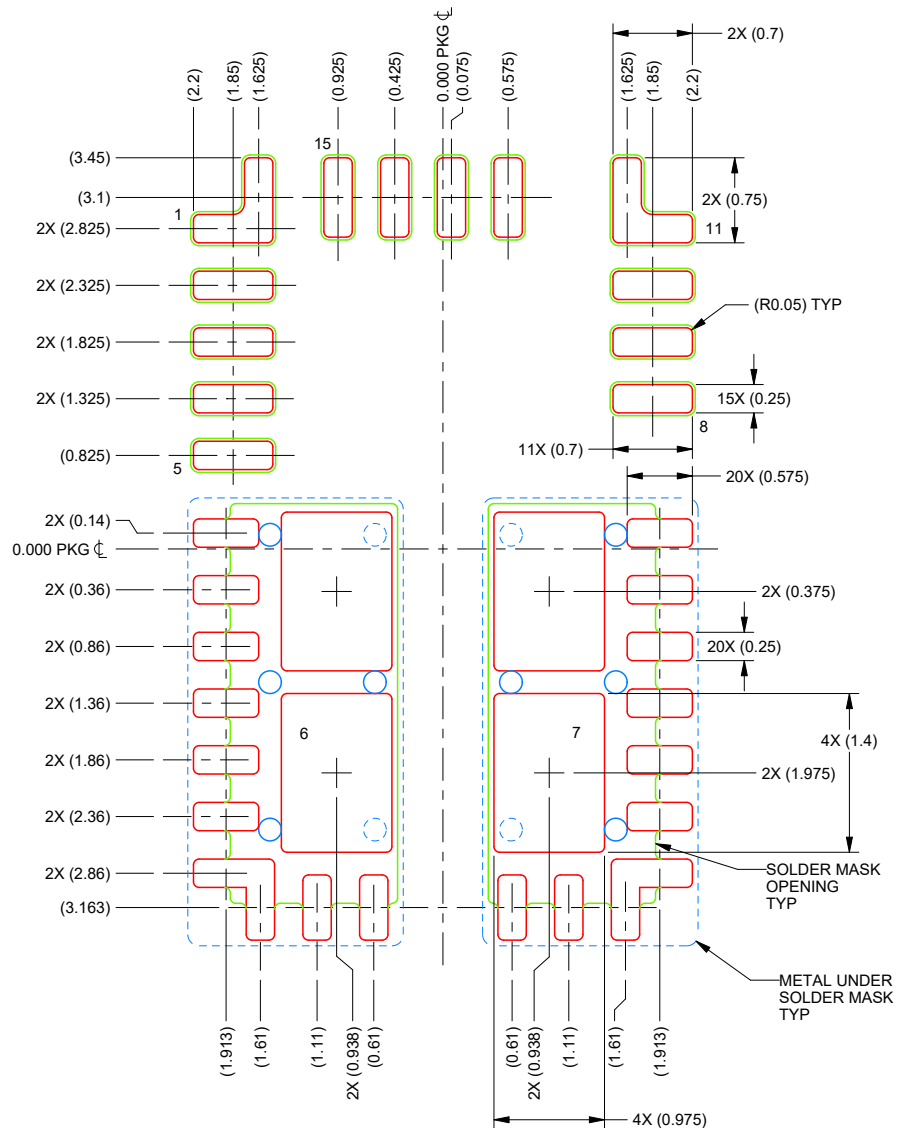 2X (0.7)
(2.2)
(1.85)
(1.625)
(0.925)
(0.425)
0.000 PKG ℄
(0.075)
(0.575)
(1.625)
(1.85)
(2.2)
15
(3.45)
(3.1)
2X (0.75)
1
11
2X (2.825)
2X (2.325)
(R0.05) TYP
2X (1.825)
2X (1.325)
15X (0.25)
8
11X (0.7)
(0.825)
5
20X (0.575)
2X (0.14)
0.000 PKG ℄
2X (0.36)
2X (0.375)
2X (0.86)
20X (0.25)
2X (1.36)
6
7
4X (1.4)
2X (1.86)
2X (1.975)
2X (2.36)
2X (2.86)
SOLDER MASK
OPENING
TYP
(3.163)
METAL UNDER
SOLDER MASK
TYP
(1.913)
(1.61)
(1.11)
2X (0.938)
(0.61)
(0.61)
2X (0.938)
(1.11)
(1.61)
(1.913)
4X (0.975)